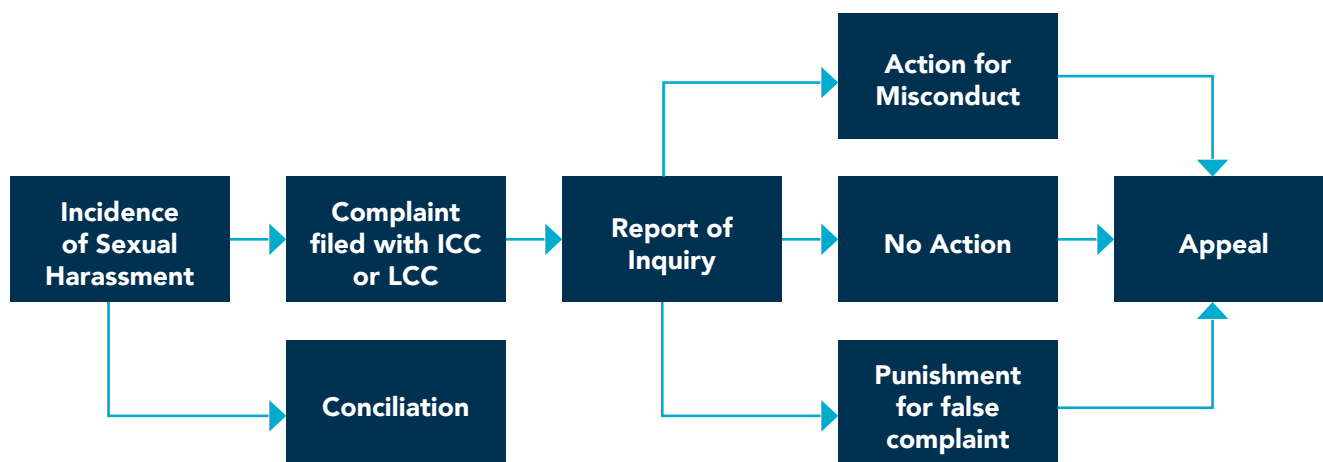 Incidence
of Sexual
Harassment
Complaint
filed with ICC
or LCC
Conciliation
Report of
Inquiry
Action for
Misconduct
No Action
Punishment
for false
complaint
Appeal